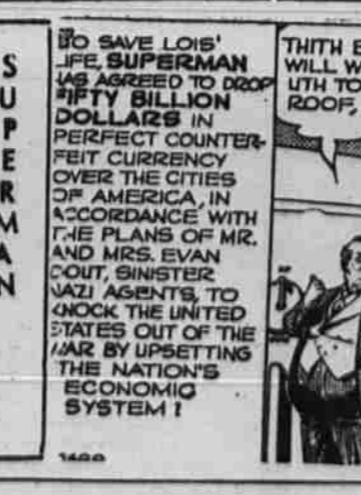 S
U
P
E
R
M
A
N
TO SAVE LOIS'
LIFE, SUPERMAN
HAS AGREED TO DROP
FIFTY BILLION
DOLLARS IN
PERFECT COUNTER-
FEIT CURRENCY
OVER THE CITIES
OF AMERICA, IN
ACCORDANCE WITH
THE PLANS OF MR.
AND MRS. EVAN
OUT, SINISTER
NAZI AGENTS, TO
KNOCK THE UNITED
STATES OUT OF THE
WAR BY UPSETTING
THE NATION'S
ECONOMIC
SYSTEM!
THITH
WILL W
UTH TO
ROOF,